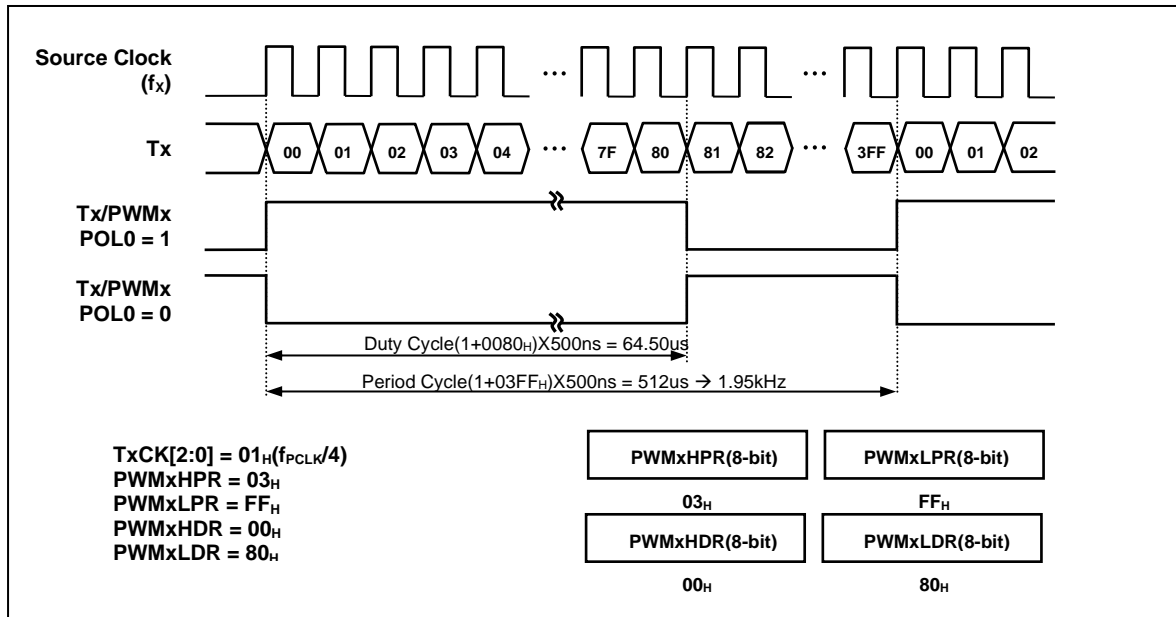 Source Clock
(fX)
Tx
00 01 02 03 04 ··· 7F 80 81 82 ··· 3FF 00 01 02
Tx/PWMx
POL0 = 1
Tx/PWMx
POL0 = 0
Duty Cycle(1+0080H)X500ns = 64.50us
Period Cycle(1+03FFH)X500ns = 512us → 1.95kHz
TxCK[2:0] = 01H(fPCLK/4)
PWMxHPR = 03H
PWMxLPR = FFH
PWMxHDR = 00H
PWMxLDR = 80H
PWMxHPR(8-bit) PWMxLPR(8-bit)
03H FFH
PWMxHDR(8-bit) PWMxLDR(8-bit)
00H 80H